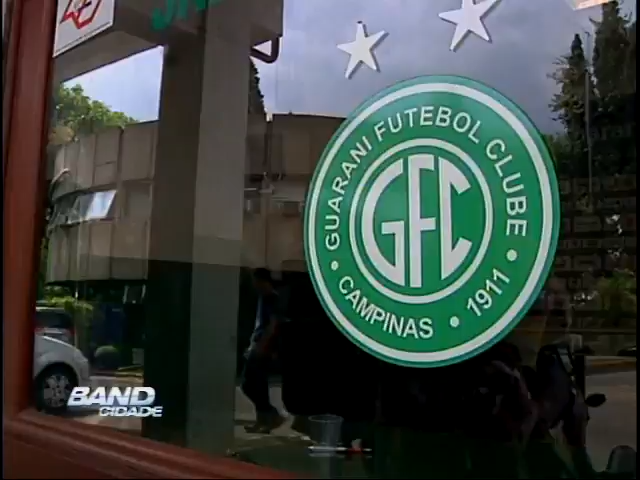 GUARANI FUTEBOL CLUBE
GFC
CAMPINAS • 1911
BAND
CIDADE